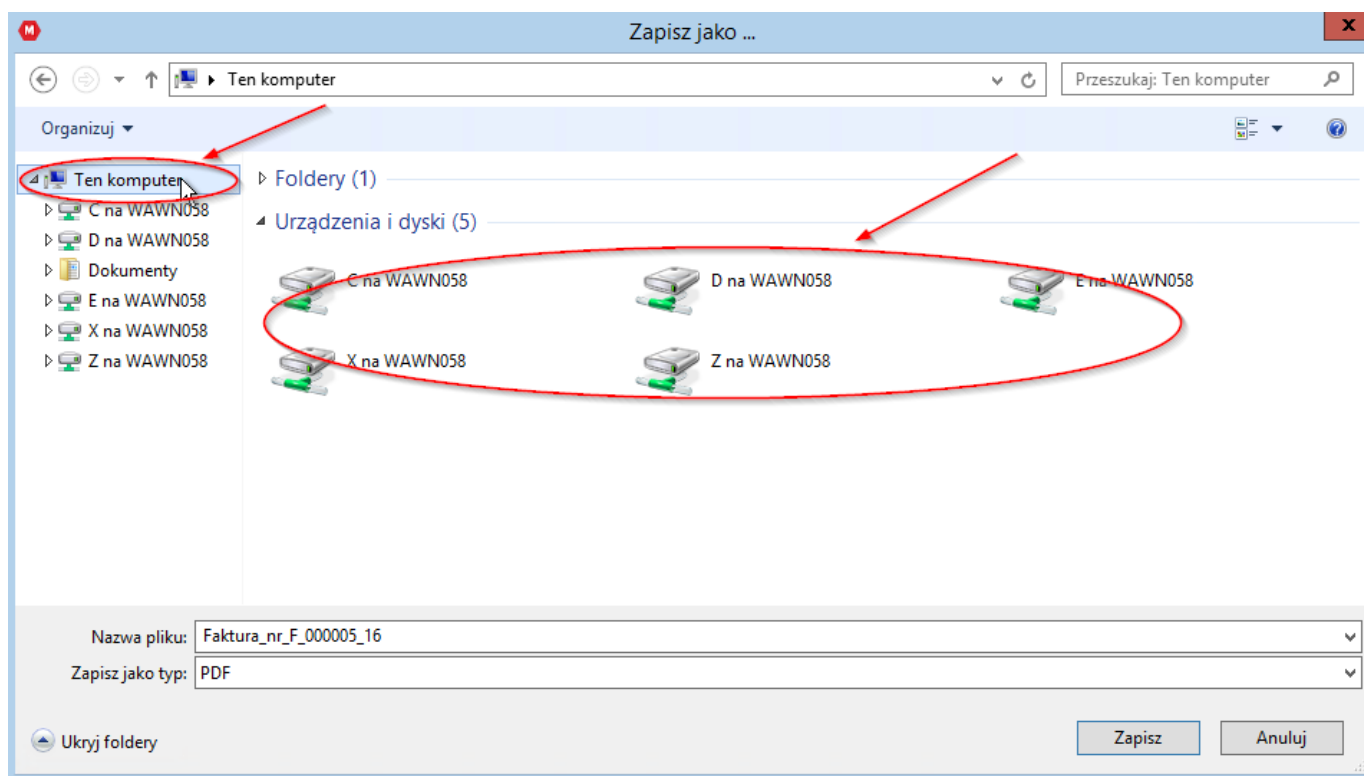 M
Zapisz jako ...
x
Ten komputer
Przeszukaj: Ten komputer
Organizuj
?
Ten komputer
C na WAWN058
D na WAWN058
Dokumenty
E na WAWN058
X na WAWN058
Z na WAWN058
Foldery (1)
Urządzenia i dyski (5)
C na WAWN058
D na WAWN058
E na WAWN058
X na WAWN058
Z na WAWN058
Nazwa pliku: Faktura_nr_F_000005_16
Zapisz jako typ: PDF
Ukryj foldery
Zapisz
Anuluj